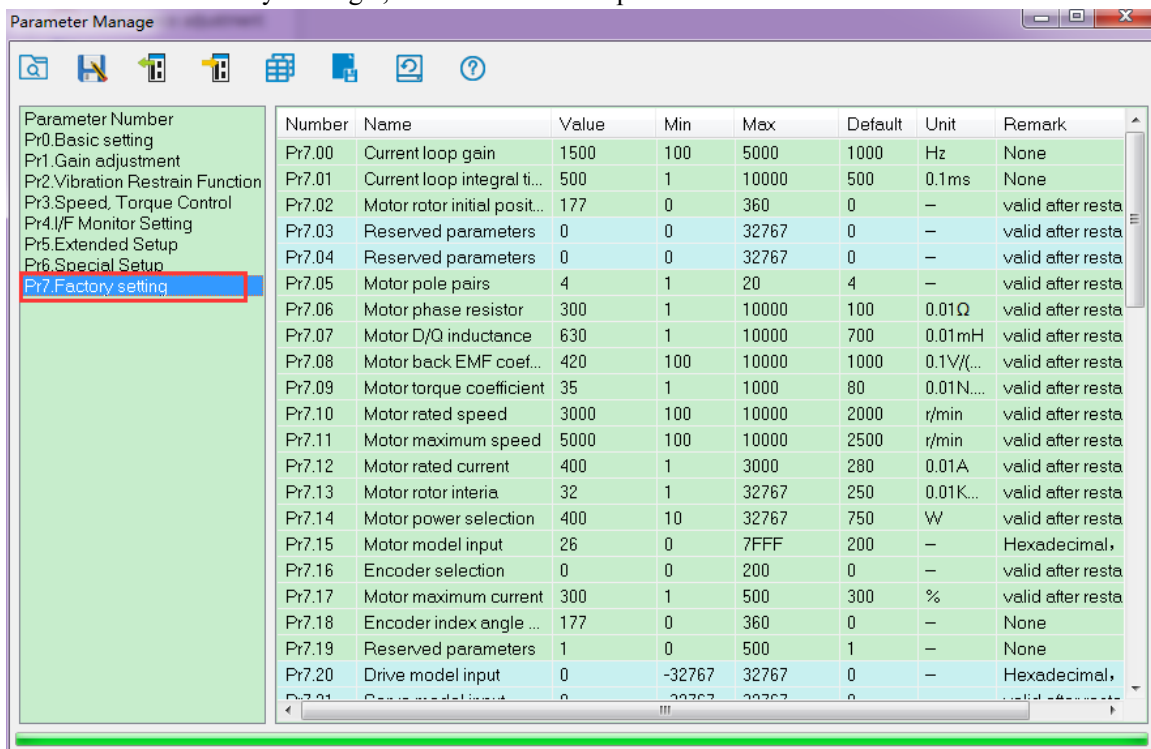 Parameter Manage
Parameter Number
Pr0.Basic setting
Pr1.Gain adjustment
Pr2.Vibration Restrain Function
Pr3.Speed, Torque Control
Pr4.I/F Monitor Setting
Pr5.Extended Setup
Pr6.Special Setup
Pr7.Factory setting
Number Name Value Min Max Default Unit Remark
Pr7.00 Current loop gain 1500 100 5000 1000 Hz None
Pr7.01 Current loop integral ti... 500 1 10000 500 0.1ms None
Pr7.02 Motor rotor initial posit... 177 0 360 0 – valid after resta
Pr7.03 Reserved parameters 0 0 32767 0 – valid after resta
Pr7.04 Reserved parameters 0 0 32767 0 – valid after resta
Pr7.05 Motor pole pairs 4 1 20 4 – valid after resta
Pr7.06 Motor phase resistor 300 1 10000 100 0.01Ω valid after resta
Pr7.07 Motor D/Q inductance 630 1 10000 700 0.01mH valid after resta
Pr7.08 Motor back EMF coef... 420 100 10000 1000 0.1V/(... valid after resta
Pr7.09 Motor torque coefficient 35 1 1000 80 0.01N.... valid after resta
Pr7.10 Motor rated speed 3000 100 10000 2000 r/min valid after resta
Pr7.11 Motor maximum speed 5000 100 10000 2500 r/min valid after resta
Pr7.12 Motor rated current 400 1 3000 280 0.01A valid after resta
Pr7.13 Motor rotor interia 32 1 32767 250 0.01K... valid after resta
Pr7.14 Motor power selection 400 10 32767 750 W valid after resta
Pr7.15 Motor model input 26 0 7FFF 200 – Hexadecimal,
Pr7.16 Encoder selection 0 0 200 0 – valid after resta
Pr7.17 Motor maximum current 300 1 500 300 % valid after resta
Pr7.18 Encoder index angle ... 177 0 360 0 – None
Pr7.19 Reserved parameters 1 0 500 1 – None
Pr7.20 Drive model input 0 -32767 32767 0 – Hexadecimal,